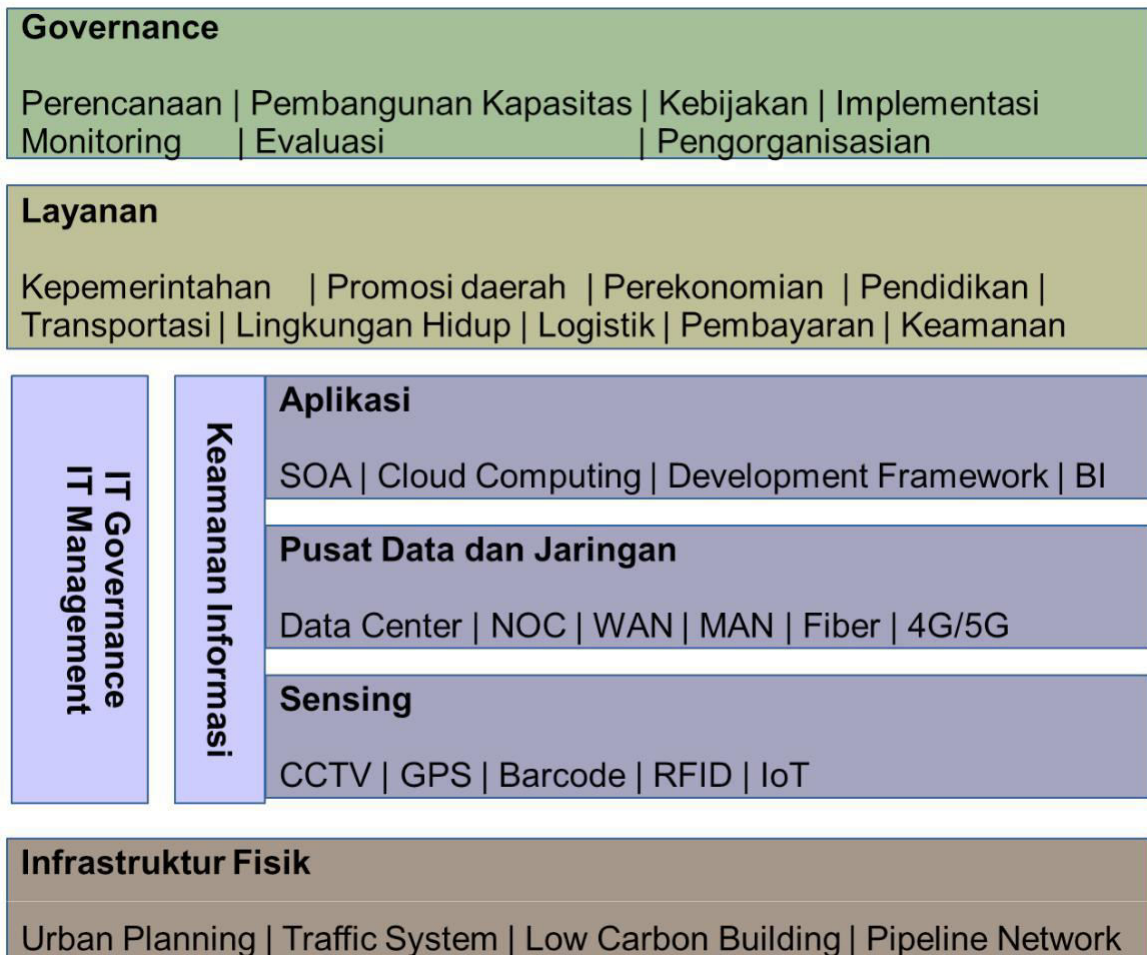 Governance
Perencanaan | Pembangunan Kapasitas | Kebijakan | Implementasi
Monitoring | Evaluasi | Pengorganisasian
Layanan
Kepemerintahan | Promosi daerah | Perekonomian | Pendidikan |
Transportasi | Lingkungan Hidup | Logistik | Pembayaran | Keamanan
IT Governance
IT Management
Keamanan Informasi
Aplikasi
SOA | Cloud Computing | Development Framework | BI
Pusat Data dan Jaringan
Data Center | NOC | WAN | MAN | Fiber | 4G/5G
Sensing
CCTV | GPS | Barcode | RFID | IoT
Infrastruktur Fisik
Urban Planning | Traffic System | Low Carbon Building | Pipeline Network